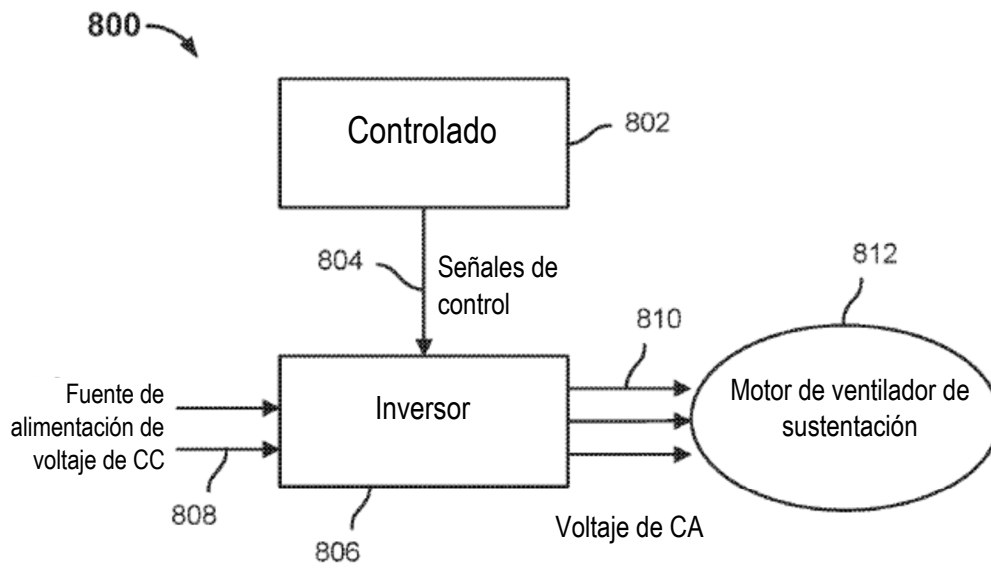 800
Controlado
802
804
Señales de
control
812
810
Fuente de
alimentación de
voltaje de CC
Inversor
Motor de ventilador de
sustentación
808
806
Voltaje de CA